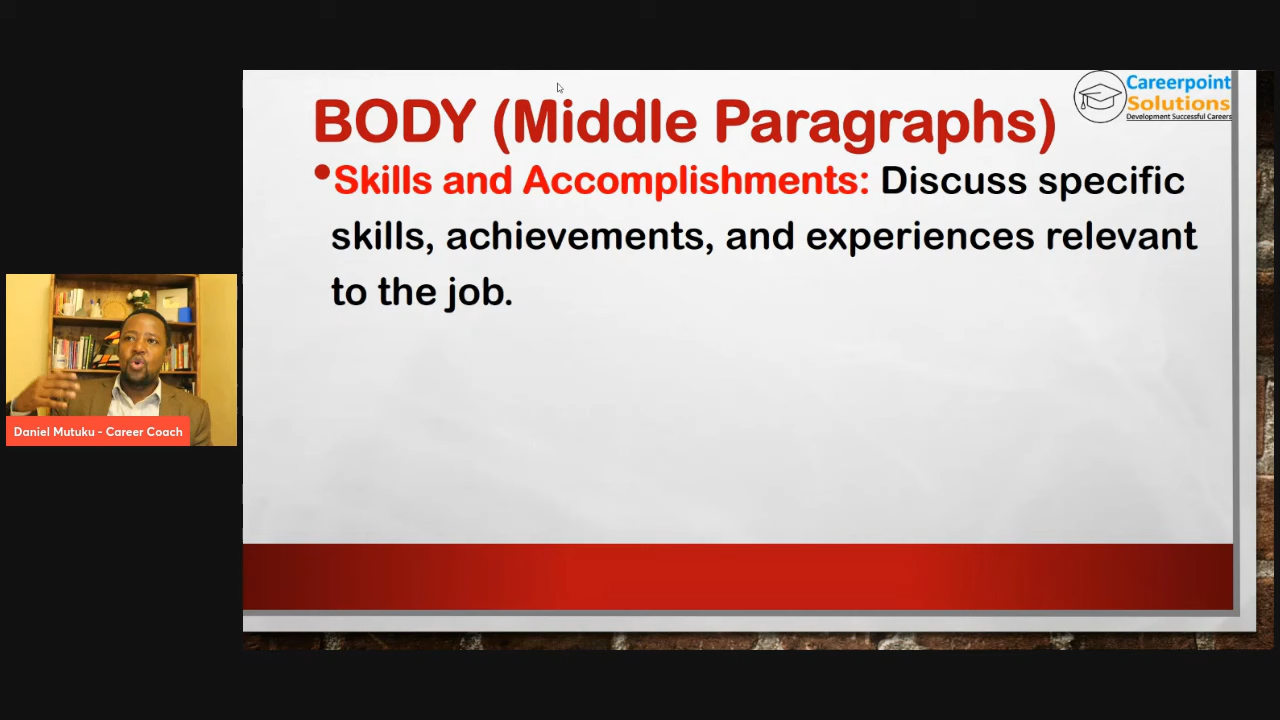 BODY (Middle Paragraphs)
Careerpoint
Solutions
Development Successful Careers
•Skills and Accomplishments: Discuss specific
skills, achievements, and experiences relevant
to the job.
Daniel Mutuku - Career Coach